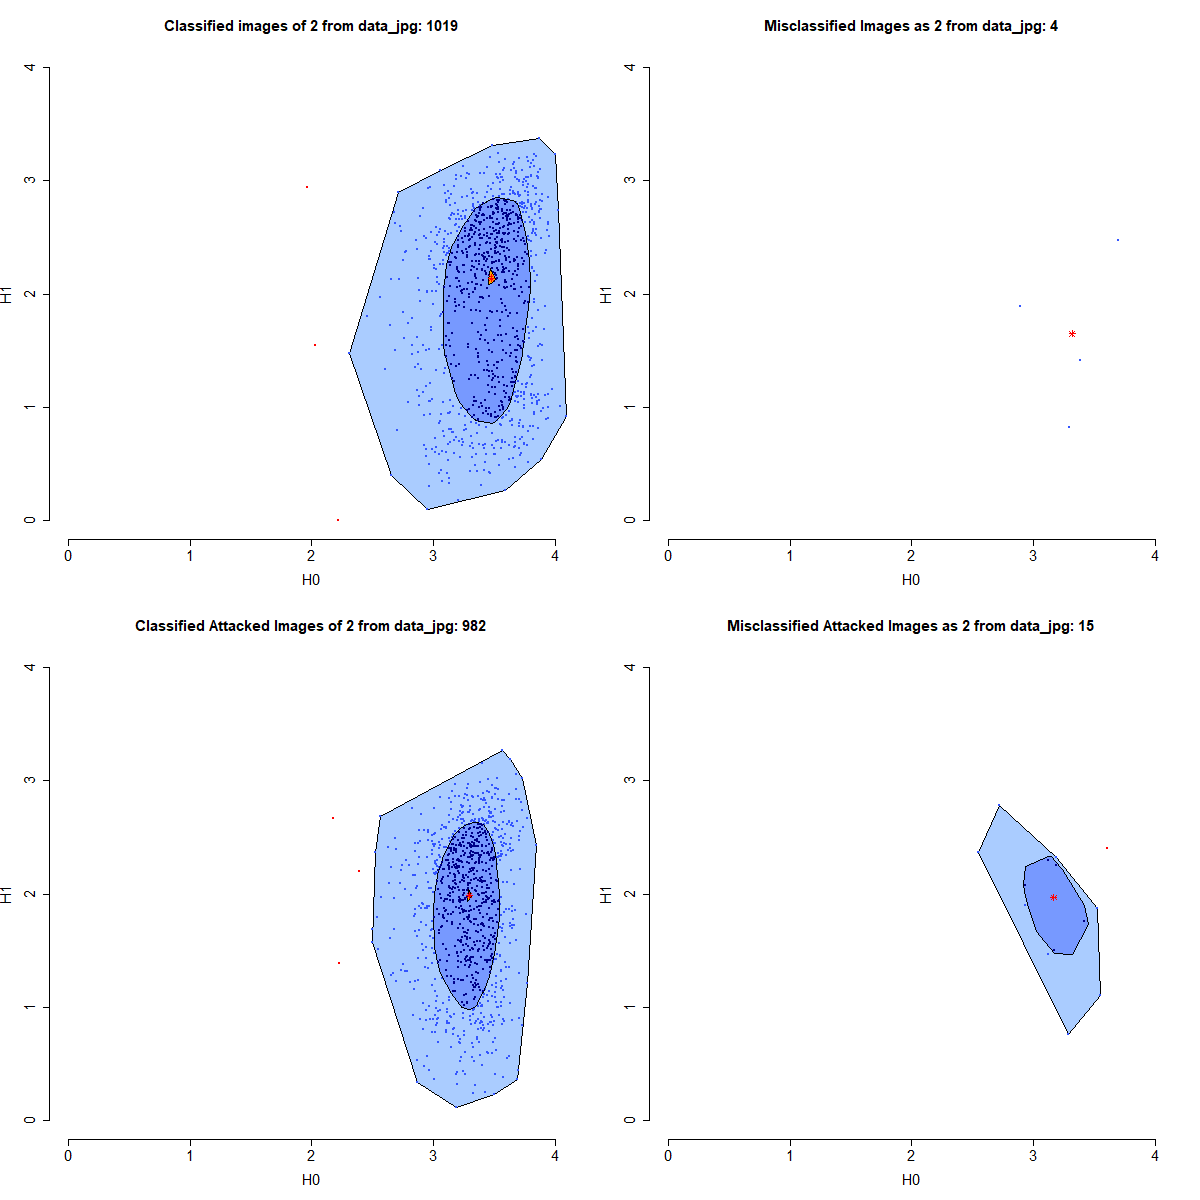 Classified images of 2 from data_jpg: 1019
4
3
2
1
0
H1
0 1 2 3 4
H0
Misclassified Images as 2 from data_jpg: 4
4
3
2
1
0
H1
0 1 2 3 4
H0
Classified Attacked Images of 2 from data_jpg: 982
4
3
2
1
0
H1
0 1 2 3 4
H0
Misclassified Attacked Images as 2 from data_jpg: 15
4
3
2
1
0
H1
0 1 2 3 4
H0